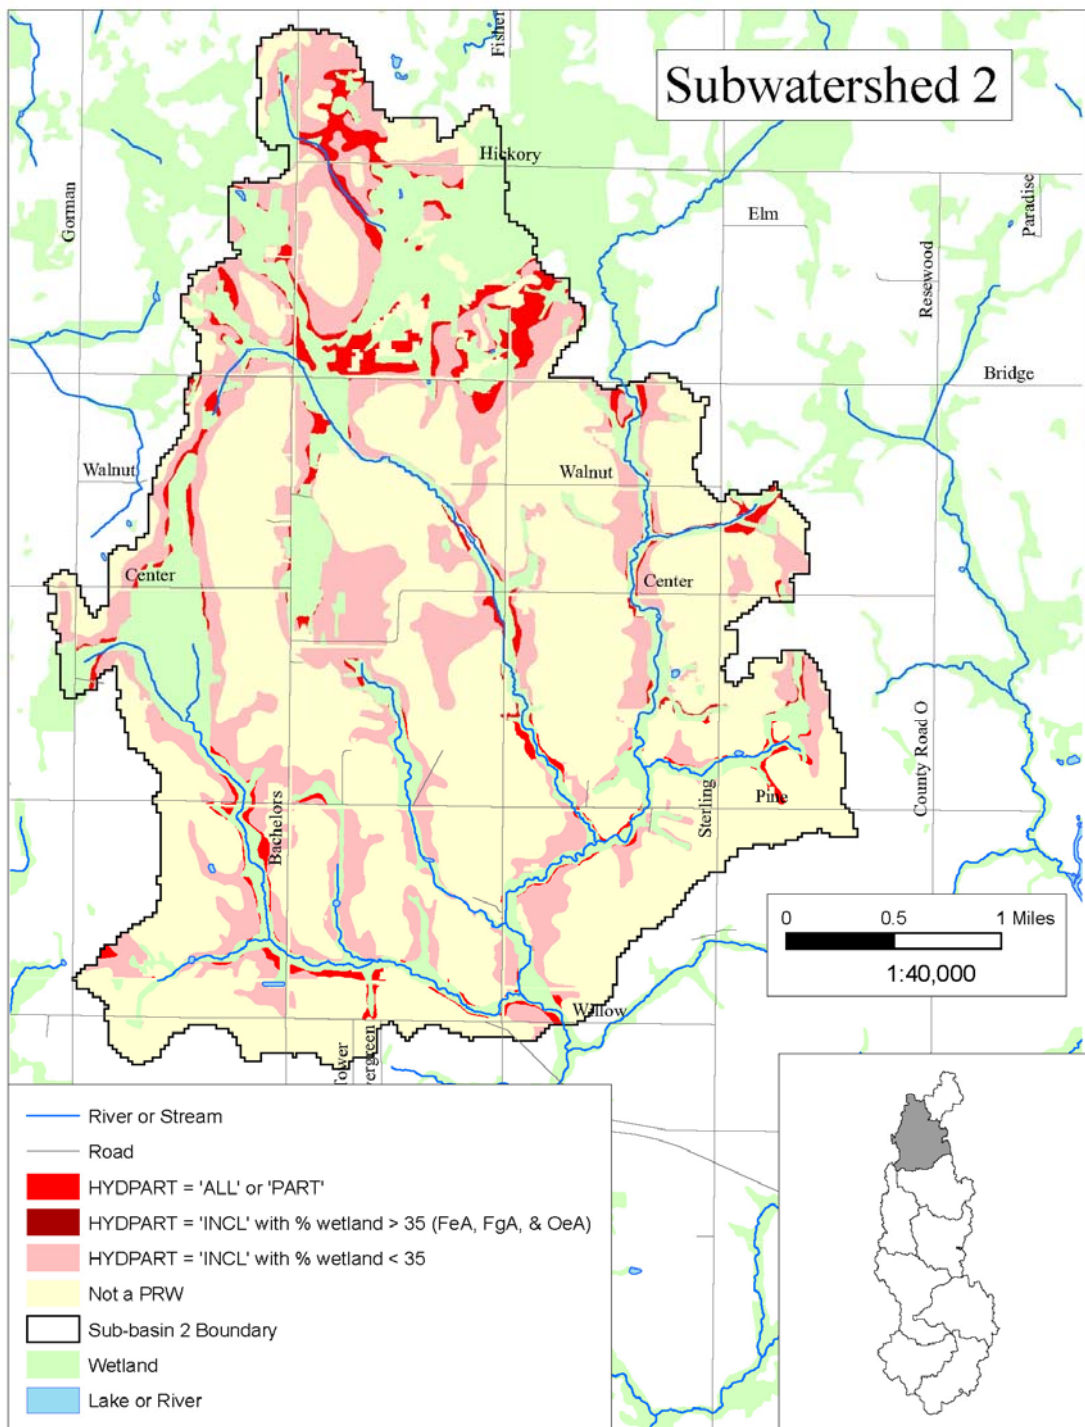 Fisher
Subwatershed 2
Hickory
Gorman
Elm
Paradise
Resewood
Bridge
Walnut
Walnut
Center
Center
County Road O
Sterling
Pine
Bachelors
0 0.5 1 Miles
1:40,000
Willow
Tower
vergreen
River or Stream
Road
HYDPART = 'ALL' or 'PART'
HYDPART = 'INCL' with % wetland > 35 (FeA, FgA, & OeA)
HYDPART = 'INCL' with % wetland < 35
Not a PRW
Sub-basin 2 Boundary
Wetland
Lake or River